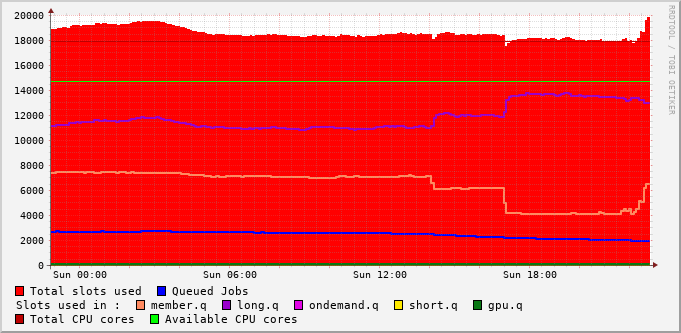 20000
18000
16000
14000
12000
10000
8000
6000
4000
2000
0
Sun 00:00 Sun 06:00 Sun 12:00 Sun 18:00
RRDTOOL / TOBI OETIKER
Total slots used Queued Jobs
Slots used in : member.q long.q ondemand.q short.q gpu.q
Total CPU cores Available CPU cores